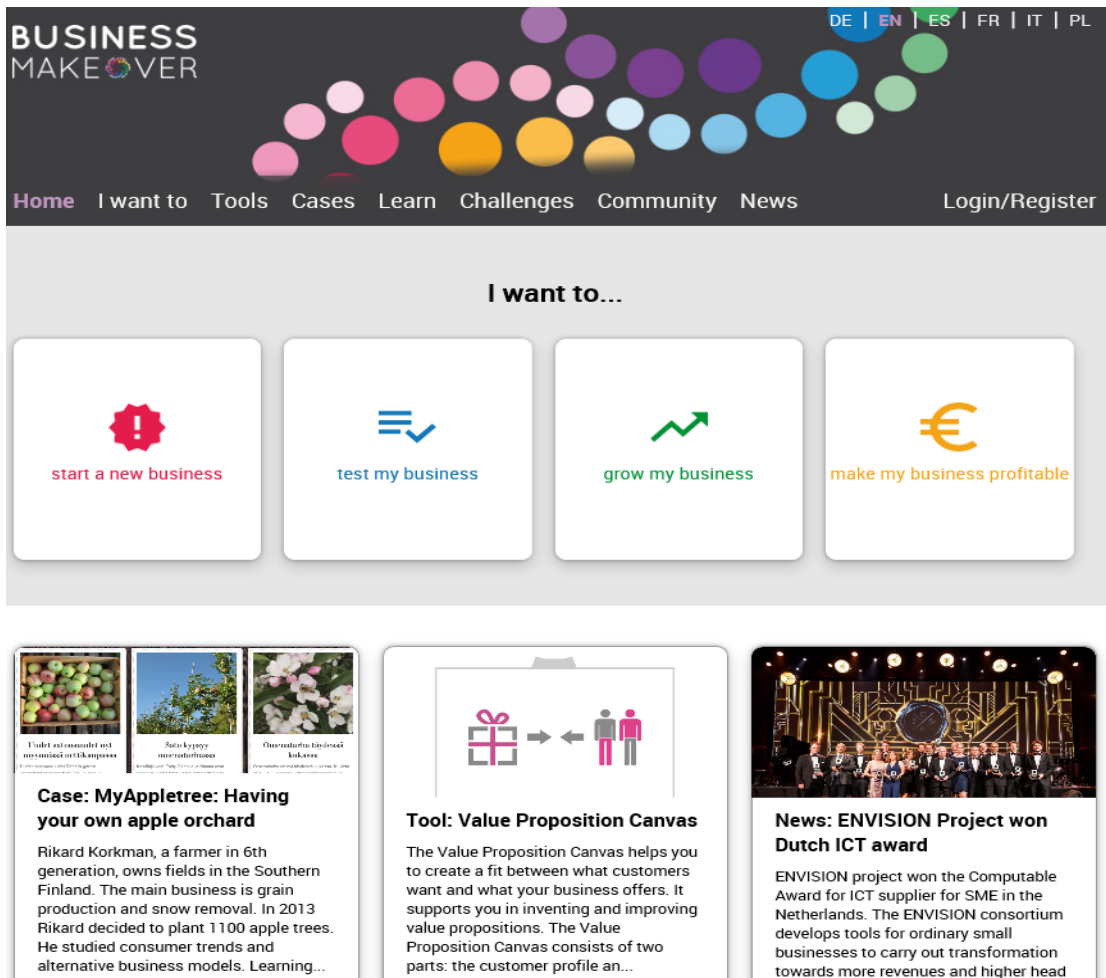 BUSINESS
MAKEOVER
DE | EN | ES | FR | IT | PL
Home I want to Tools Cases Learn Challenges Community News Login/Register
I want to...
start a new business
test my business
grow my business
make my business profitable
Case: MyAppletree: Having
your own apple orchard
Rikard Korkman, a farmer in 6th
generation, owns fields in the Southern
Finland. The main business is grain
production and snow removal. In 2013
Rikard decided to plant 1100 apple trees.
He studied consumer trends and
alternative business models. Learning...
Tool: Value Proposition Canvas
The Value Proposition Canvas helps you
to create a fit between what customers
want and what your business offers. It
supports you in inventing and improving
value propositions. The Value
Proposition Canvas consists of two
parts: the customer profile an...
News: ENVISION Project won
Dutch ICT award
ENVISION project won the Computable
Award for ICT supplier for SME in the
Netherlands. The ENVISION consortium
develops tools for ordinary small
businesses to carry out transformation
towards more revenues and higher head